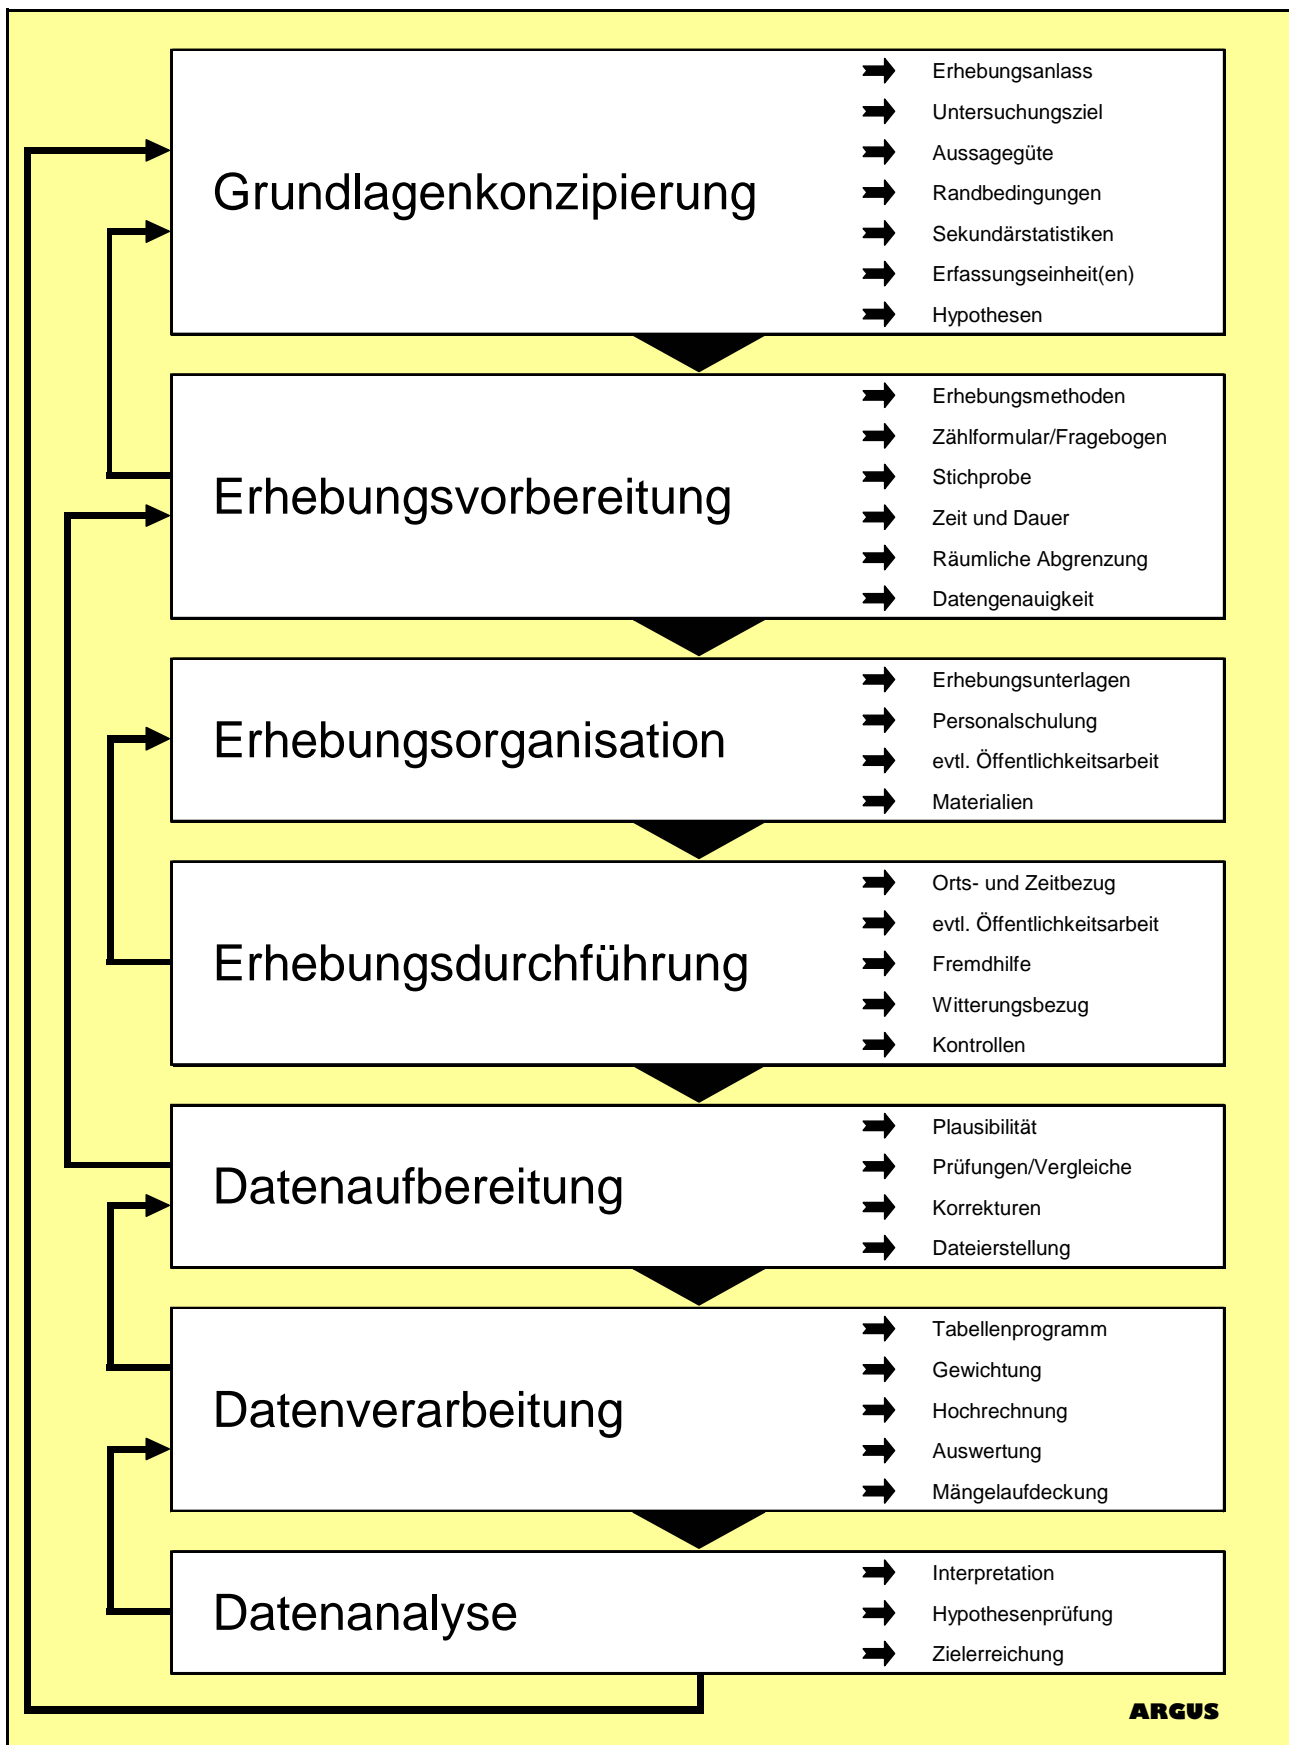 Grundlagenkonzipierung
Erhebungsanlass
Untersuchungsziel
Aussagegüte
Randbedingungen
Sekundärstatistiken
Erfassungseinheit(en)
Hypothesen
Erhebungsvorbereitung
Erhebungsmethoden
Zählformular/Fragebogen
Stichprobe
Zeit und Dauer
Räumliche Abgrenzung
Datengenauigkeit
Erhebungsorganisation
Erhebungsunterlagen
Personalschulung
evtl. Öffentlichkeitsarbeit
Materialien
Erhebungsdurchführung
Orts- und Zeitbezug
evtl. Öffentlichkeitsarbeit
Fremdhilfe
Witterungsbezug
Kontrollen
Datenaufbereitung
Plausibilität
Prüfungen/Vergleiche
Korrekturen
Dateierstellung
Datenverarbeitung
Tabellenprogramm
Gewichtung
Hochrechnung
Auswertung
Mängelaufdeckung
Datenanalyse
Interpretation
Hypothesenprüfung
Zielerreichung
ARGUS